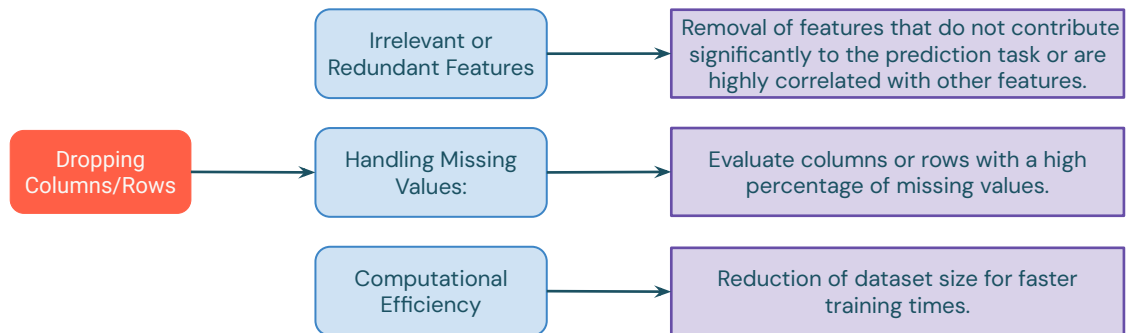 Irrelevant or
Redundant Features
Removal of features that do not contribute
significantly to the prediction task or are
highly correlated with other features.
Dropping
Columns/Rows
Handling Missing
Values:
Evaluate columns or rows with a high
percentage of missing values.
Computational
Efficiency
Reduction of dataset size for faster
training times.